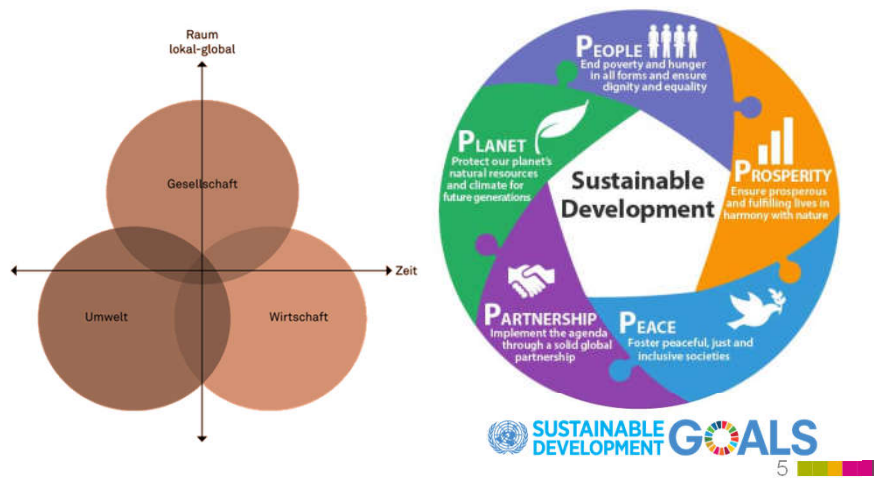 Raum
lokal-global
Gesellschaft
Zeit
Umwelt
Wirtschaft
PEOPLE
End poverty and hunger
in all forms and ensure
dignity and equality
PLANET
Protect our planet's
natural resources
and climate for
future generations
PROSPERITY
Ensure prosperous
and fulfilling lives in
harmony with nature
Sustainable
Development
PARTNERSHIP
Implement the agenda
through a solid global
partnership
PEACE
Foster peaceful, just and
inclusive societies
SUSTAINABLE
DEVELOPMENT
GOALS
5